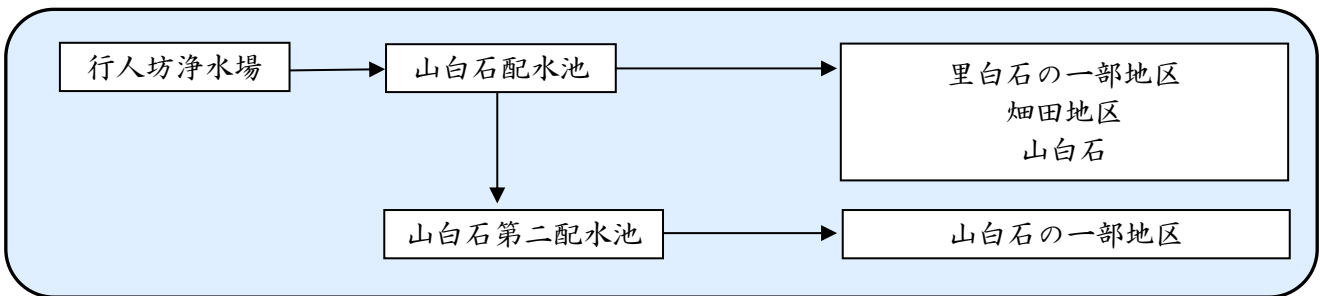 行人坊浄水場
山白石配水池
里白石の一部地区
畑田地区
山白石
山白石第二配水池
山白石の一部地区